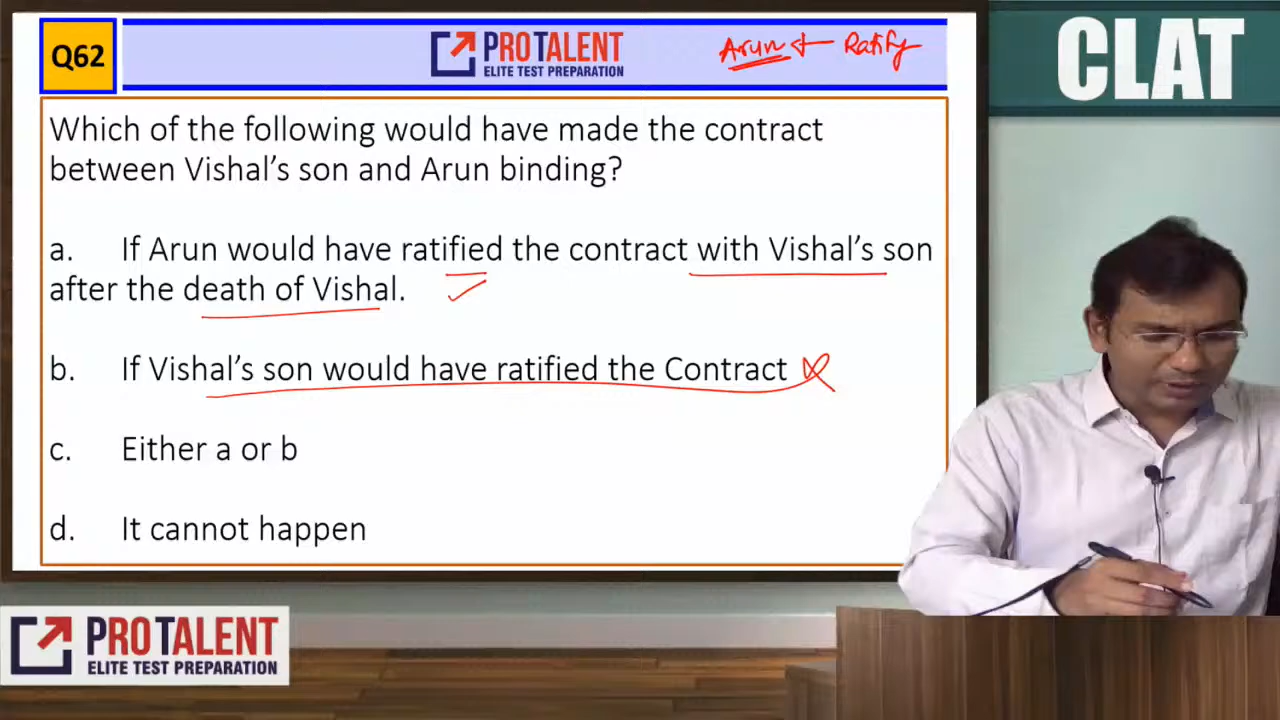 Q62
PROTALENT
ELITE TEST PREPARATION
Arun Ratify
CLAT
Which of the following would have made the contract
between Vishal’s son and Arun binding?
a. If Arun would have ratified the contract with Vishal’s son
after the death of Vishal.
b. If Vishal’s son would have ratified the Contract
c. Either a or b
d. It cannot happen
PROTALENT
ELITE TEST PREPARATION